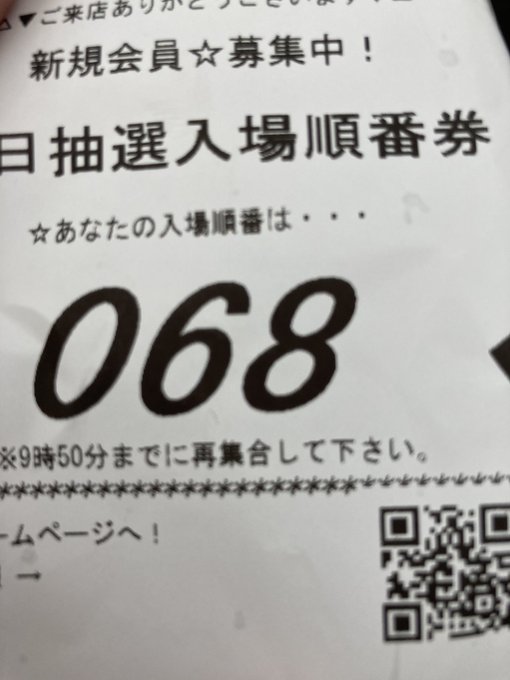 ▼ご来店ありがとうございます
新規会員☆募集中！
日抽選入場順番券
☆あなたの入場順番は・・・
068
※9時50分までに再集合して下さい。
***********************************
ームページへ！
→